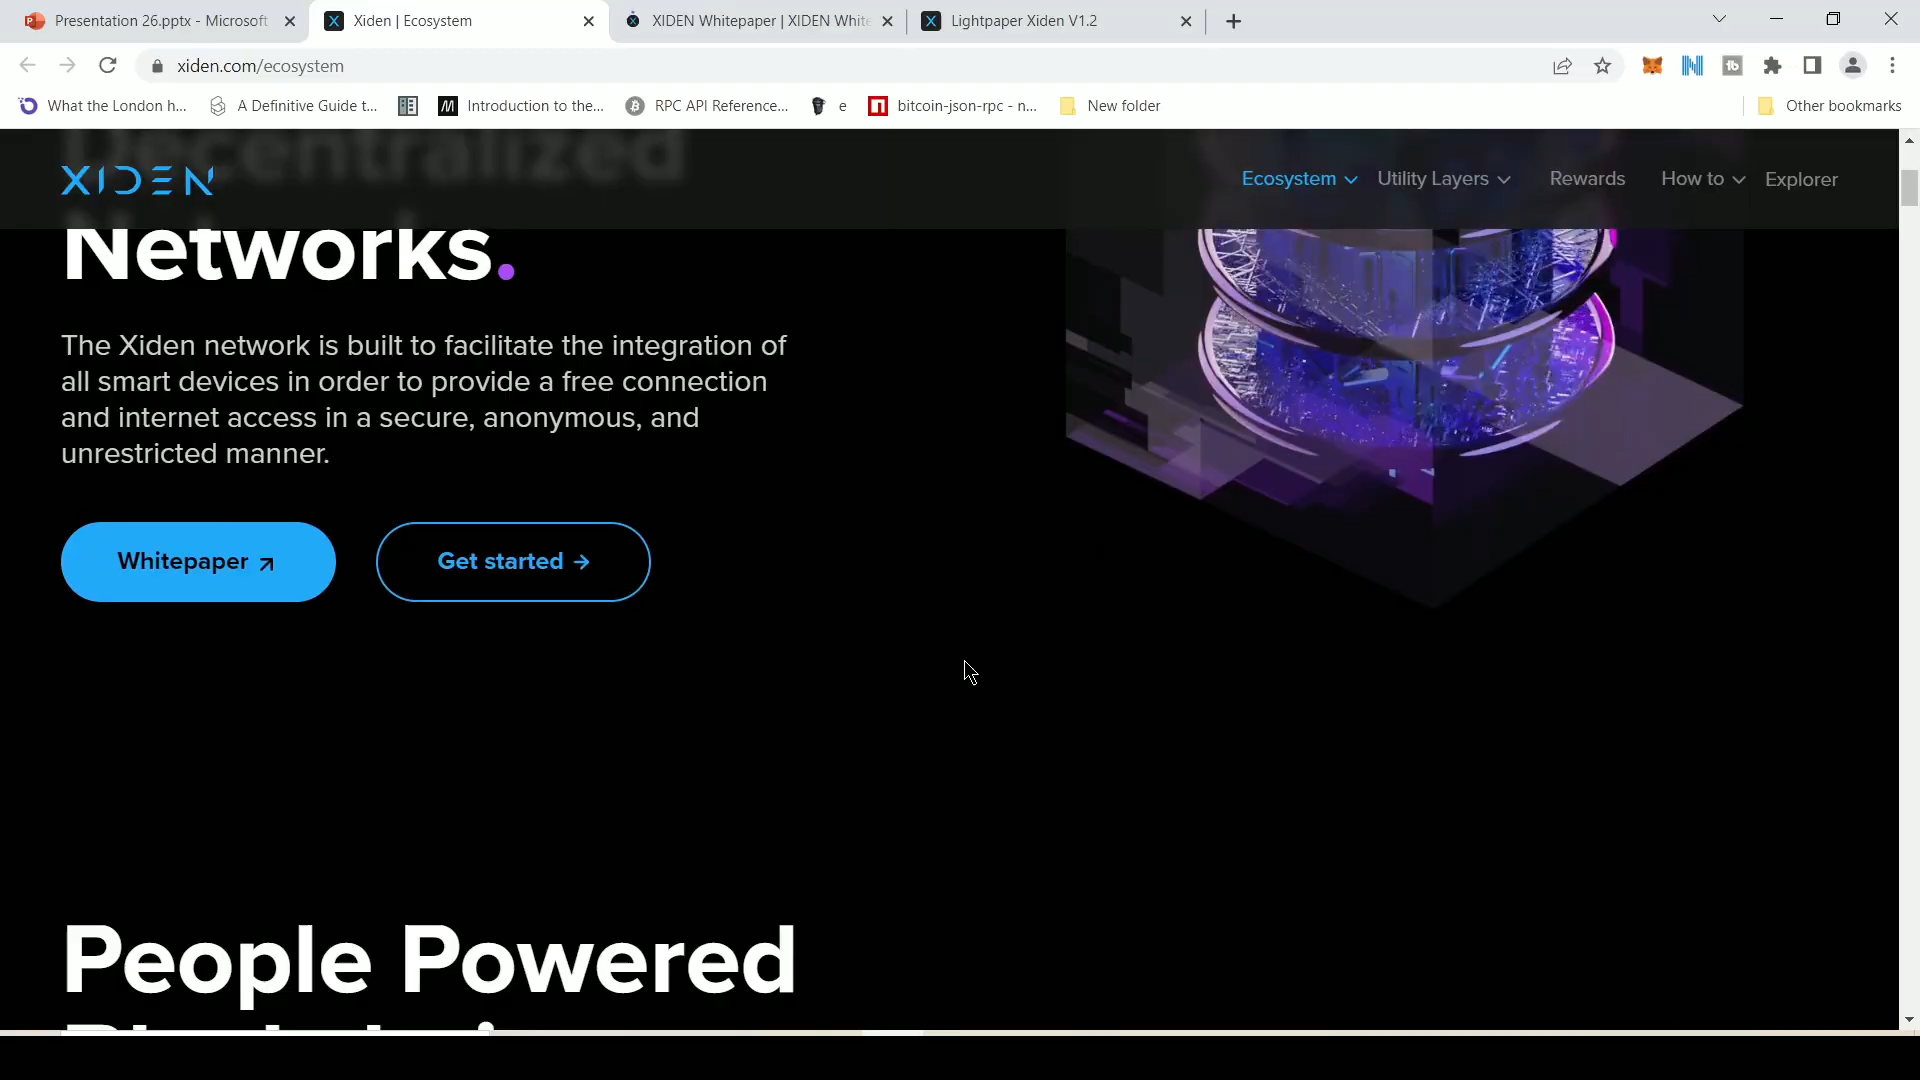 Presentation 26.pptx - Microsoft
Xiden | Ecosystem
XIDEN Whitepaper | XIDEN White
Lightpaper Xiden V1.2
xiden.com/ecosystem
What the London h...
A Definitive Guide t...
Introduction to the...
RPC API Reference...
e
bitcoin-json-rpc - n...
New folder
Other bookmarks
Decentralized
XIDEN
Ecosystem
Utility Layers
Rewards
How to
Explorer
Networks.
The Xiden network is built to facilitate the integration of
all smart devices in order to provide a free connection
and internet access in a secure, anonymous, and
unrestricted manner.
Whitepaper
Get started →
People Powered